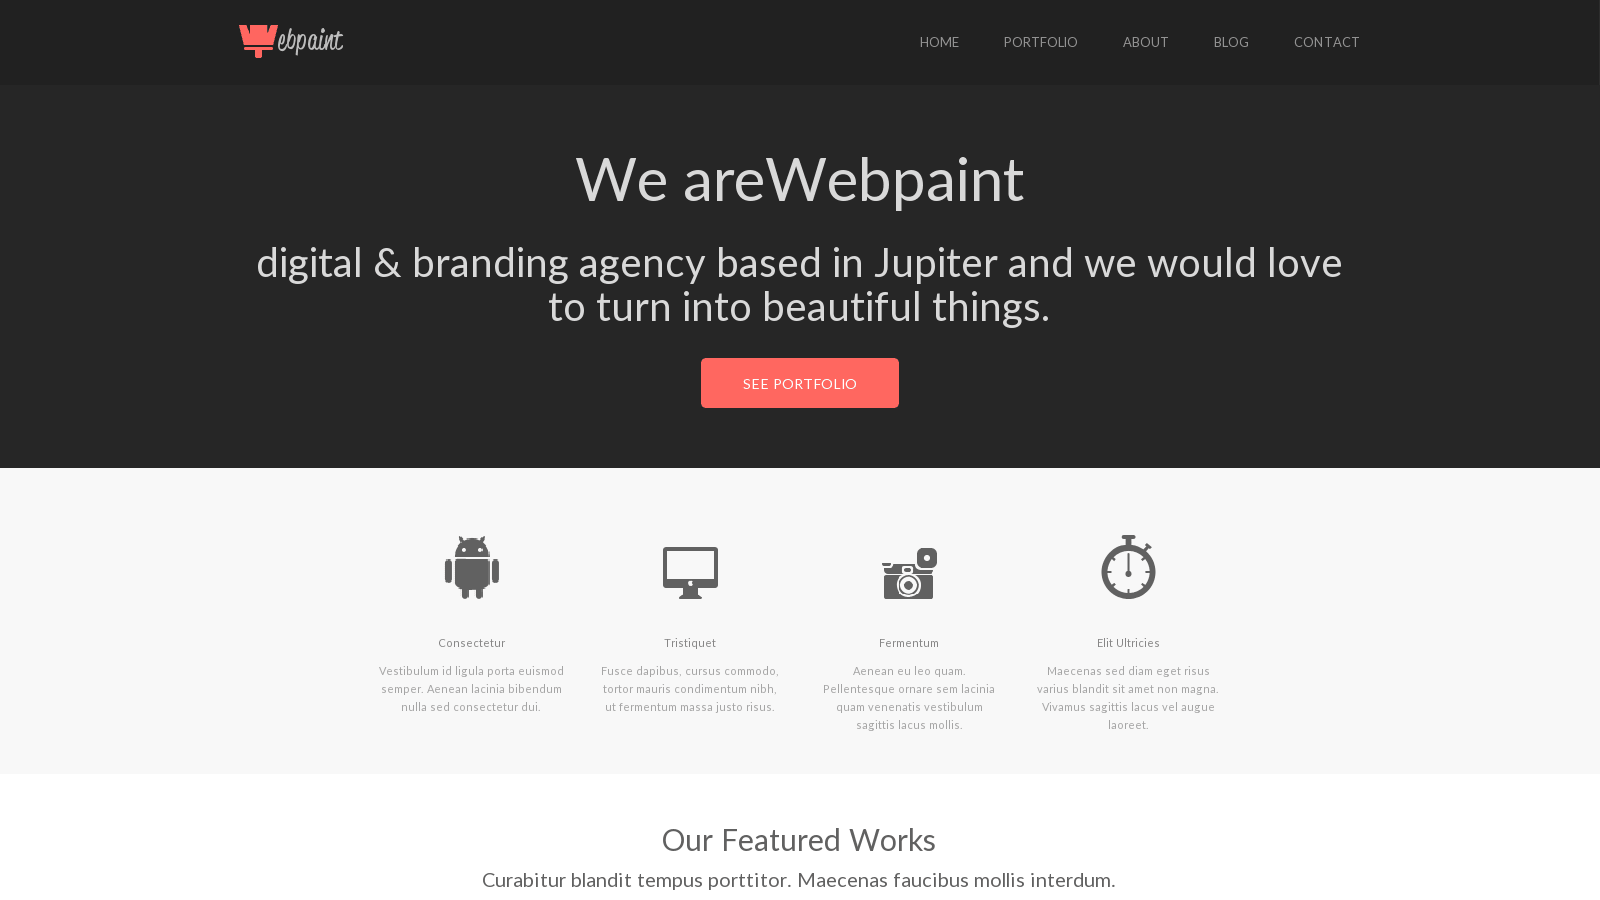 ebpaint
HOME
PORTFOLIO
ABOUT
BLOG
CONTACT
We areWebpaint
digital & branding agency based in Jupiter and we would love
to turn into beautiful things.
SEE PORTFOLIO
Consectetur
Vestibulum id ligula porta euismod
semper. Aenean lacinia bibendum
nulla sed consectetur dui.
Tristiquet
Fusce dapibus, cursus commodo,
tortor mauris condimentum nibh,
ut fermentum massa justo risus.
Fermentum
Aenean eu leo quam.
Pellentesque ornare sem lacinia
quam venenatis vestibulum
sagittis lacus mollis.
Elit Ultricies
Maecenas sed diam eget risus
varius blandit sit amet non magna.
Vivamus sagittis lacus vel augue
laoreet.
Our Featured Works
Curabitur blandit tempus porttitor. Maecenas faucibus mollis interdum.